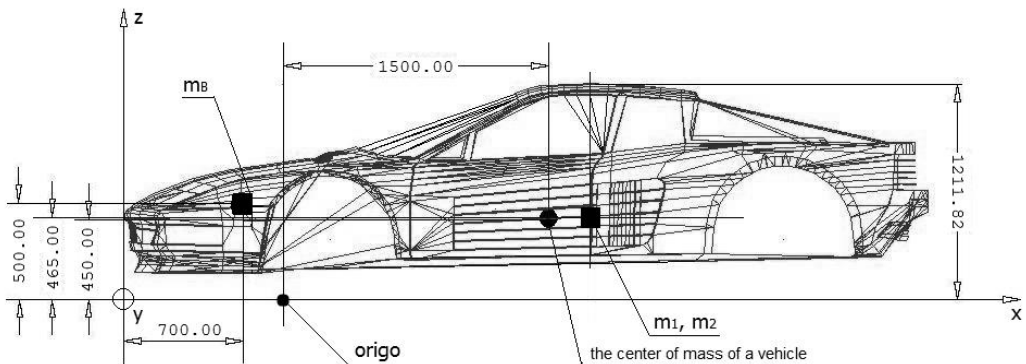 z
1500.00
mB
1211.82
500.00
465.00
450.00
y
x
700.00
m1, m2
origo
the center of mass of a vehicle